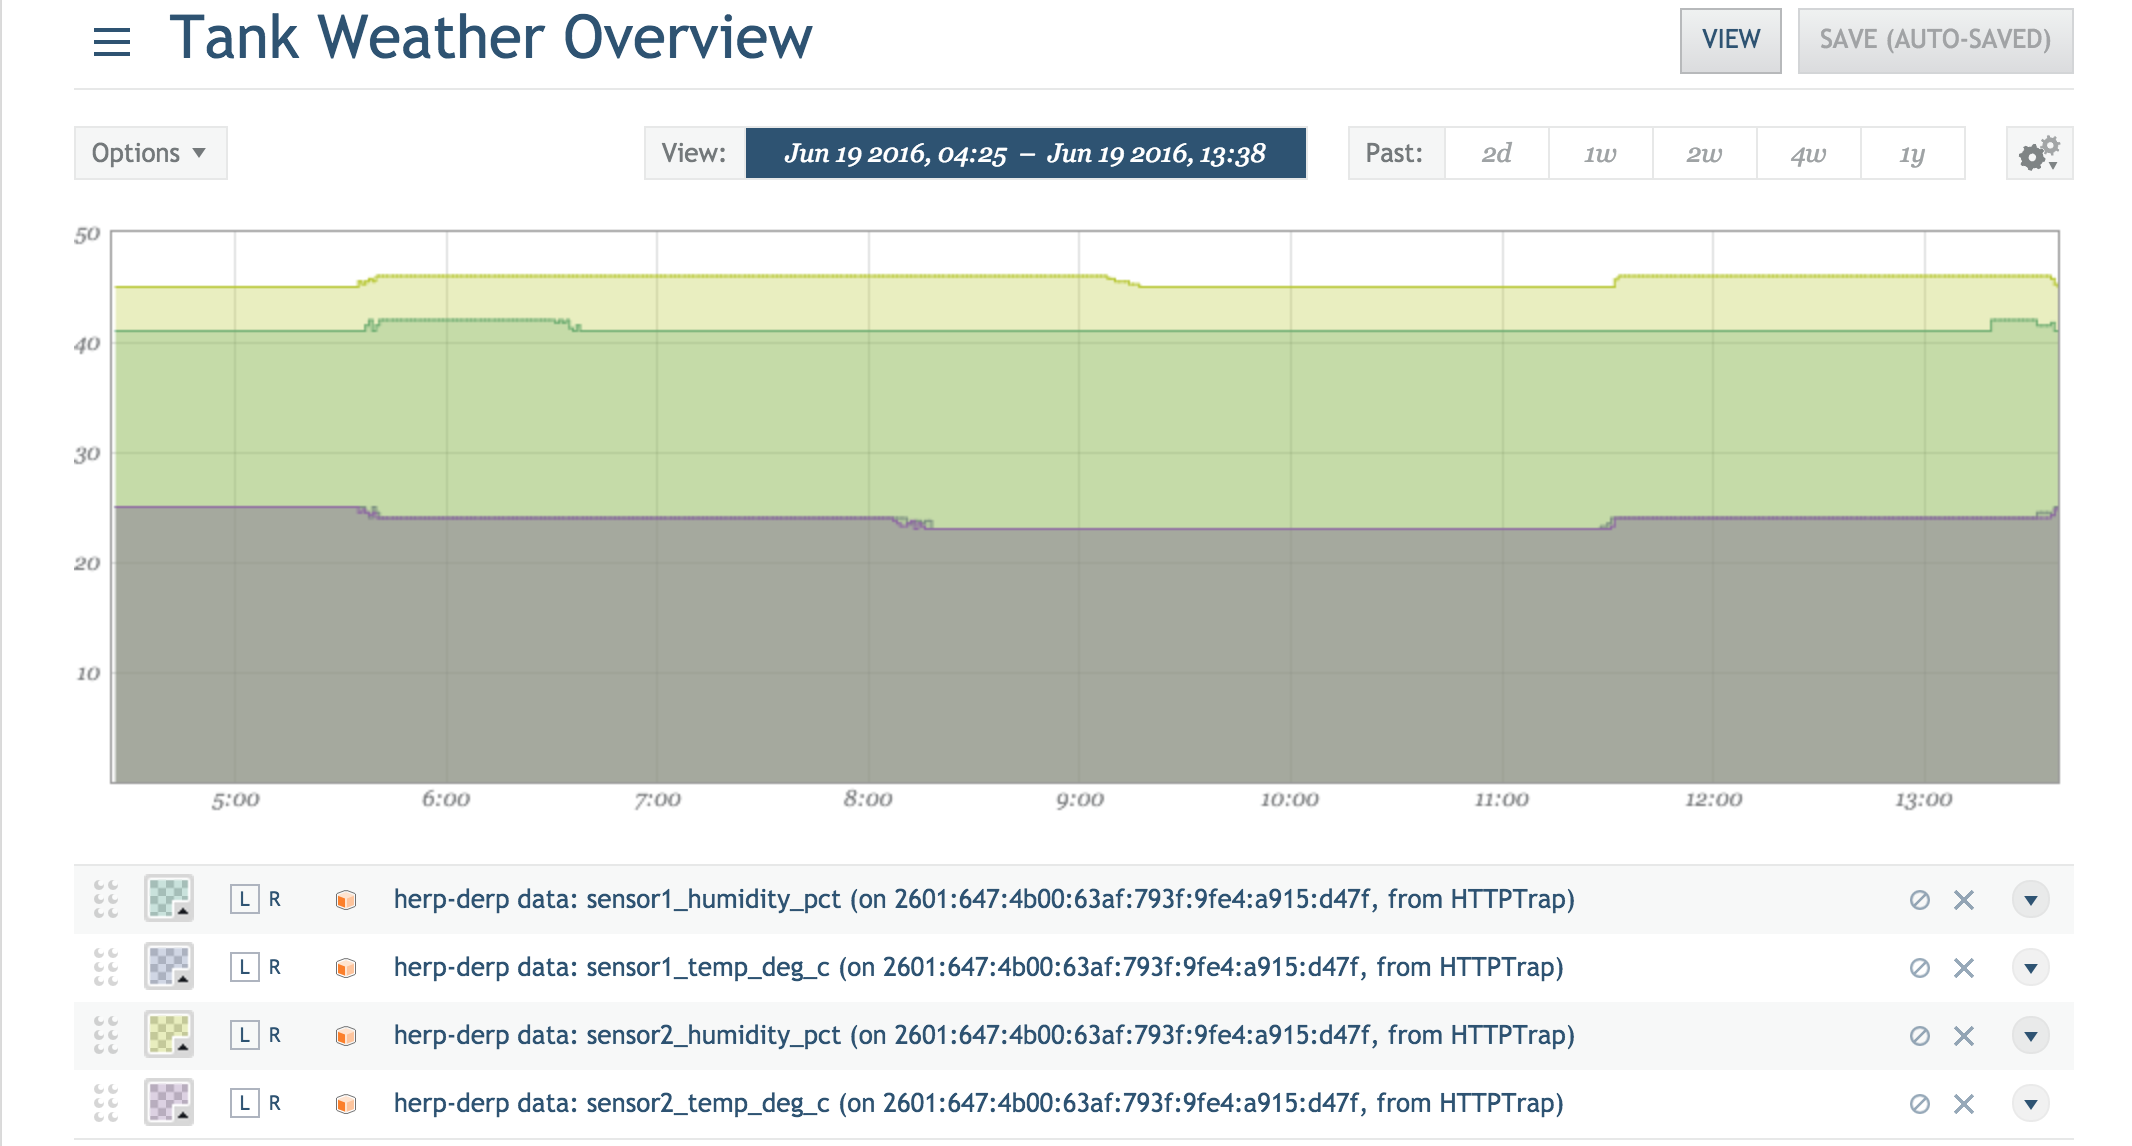 Tank Weather Overview
VIEW
SAVE (AUTO-SAVED)
Options
View:
Jun 19 2016, 04:25 – Jun 19 2016, 13:38
Past:
2d
1w
2w
4w
1y
50
40
30
20
10
5:00
6:00
7:00
8:00
9:00
10:00
11:00
12:00
13:00
L R herp-derp data: sensor1_humidity_pct (on 2601:647:4b00:63af:793f:9fe4:a915:d47f, from HTTPTrap)
L R herp-derp data: sensor1_temp_deg_c (on 2601:647:4b00:63af:793f:9fe4:a915:d47f, from HTTPTrap)
L R herp-derp data: sensor2_humidity_pct (on 2601:647:4b00:63af:793f:9fe4:a915:d47f, from HTTPTrap)
L R herp-derp data: sensor2_temp_deg_c (on 2601:647:4b00:63af:793f:9fe4:a915:d47f, from HTTPTrap)